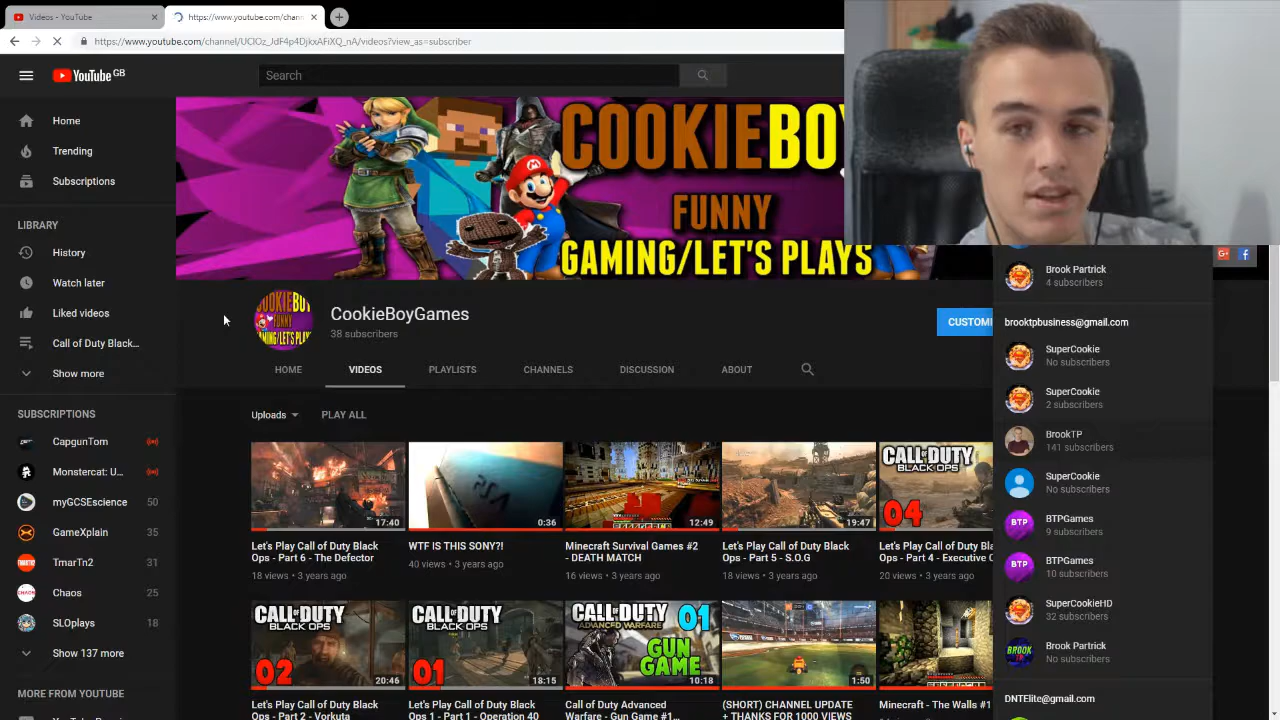 Videos - YouTube
https://www.youtube.com/chann
https://www.youtube.com/channel/UClOz_JdF4p4DjkxAFiXQ_nA/videos?view_as=subscriber
YouTube GB
Search
Home
Trending
Subscriptions
LIBRARY
History
Watch later
Liked videos
Call of Duty Black...
Show more
SUBSCRIPTIONS
CapgunTom
Monstercat: U...
myGCSEscience 50
GameXplain 35
TmarTn2 31
Chaos 25
SLOplays 18
Show 137 more
MORE FROM YOUTUBE
COOKIEBOY
FUNNY
GAMING/LET'S PLAYS
COOKIEBOY
FUNNY
GAMING/LET'S PLAYS
CookieBoyGames
38 subscribers
CUSTOMI
HOME
VIDEOS
PLAYLISTS
CHANNELS
DISCUSSION
ABOUT
Uploads
PLAY ALL
17:40
Let's Play Call of Duty Black
Ops - Part 6 - The Defector
18 views • 3 years ago
0:36
WTF IS THIS SONY?!
40 views • 3 years ago
12:49
Minecraft Survival Games #2
- DEATH MATCH
16 views • 3 years ago
19:47
Let's Play Call of Duty Black
Ops - Part 5 - S.O.G
18 views • 3 years ago
CALL OF DUTY
BLACK OPS
04
Let's Play Call of Duty Black
Ops - Part 4 - Executive O
20 views • 3 years ago
CALL OF DUTY
BLACK OPS
02
20:46
Let's Play Call of Duty Black
Ops - Part 2 - Vorkuta
CALL OF DUTY
BLACK OPS
01
18:15
Let's Play Call of Duty Black
Ops 1 - Part 1 - Operation 40
CALL OF DUTY
ADVANCED WARFARE
01
GUN
GAME
10:18
Call of Duty Advanced
Warfare - Gun Game #1...
1:50
(SHORT) CHANNEL UPDATE
+ THANKS FOR 1000 VIEWS
Minecraft - The Walls #1
Brook Partrick
4 subscribers
brooktpbusiness@gmail.com
SuperCookie
No subscribers
SuperCookie
2 subscribers
BrookTP
141 subscribers
SuperCookie
No subscribers
BTP
BTPGames
9 subscribers
BTP
BTPGames
10 subscribers
SuperCookieHD
32 subscribers
BROOK
Brook Partrick
No subscribers
DNTElite@gmail.com